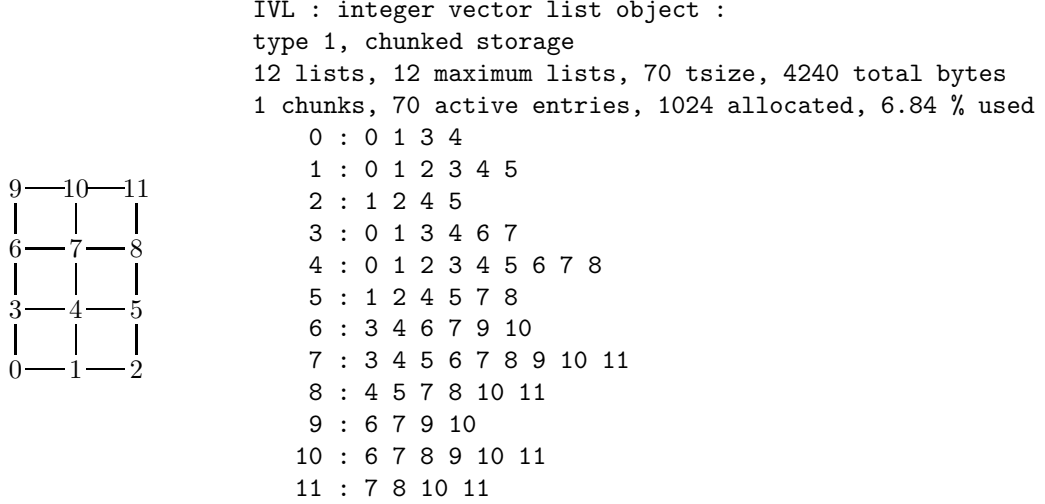 IVL : integer vector list object :
type 1, chunked storage
12 lists, 12 maximum lists, 70 tsize, 4240 total bytes
1 chunks, 70 active entries, 1024 allocated, 6.84 % used
0 : 0 1 3 4
1 : 0 1 2 3 4 5
2 : 1 2 4 5
3 : 0 1 3 4 6 7
4 : 0 1 2 3 4 5 6 7 8
5 : 1 2 4 5 7 8
6 : 3 4 6 7 9 10
7 : 3 4 5 6 7 8 9 10 11
8 : 4 5 7 8 10 11
9 : 6 7 9 10
10 : 6 7 8 9 10 11
11 : 7 8 10 11
9 10 11
6 7 8
3 4 5
0 1 2